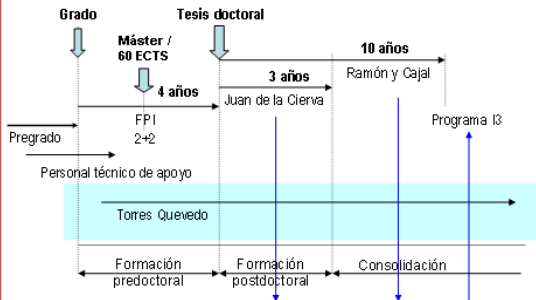 Grado
Tesis doctoral
Máster /
60 ECTS
10 años
4 años
3 años
Ramón y Cajal
Juan de la Cierva
FPI
2+2
Programa I3
Pregrado
Personal técnico de apoyo
Torres Quevedo
Formación
predoctoral
Formación
postdoctoral
Consolidación